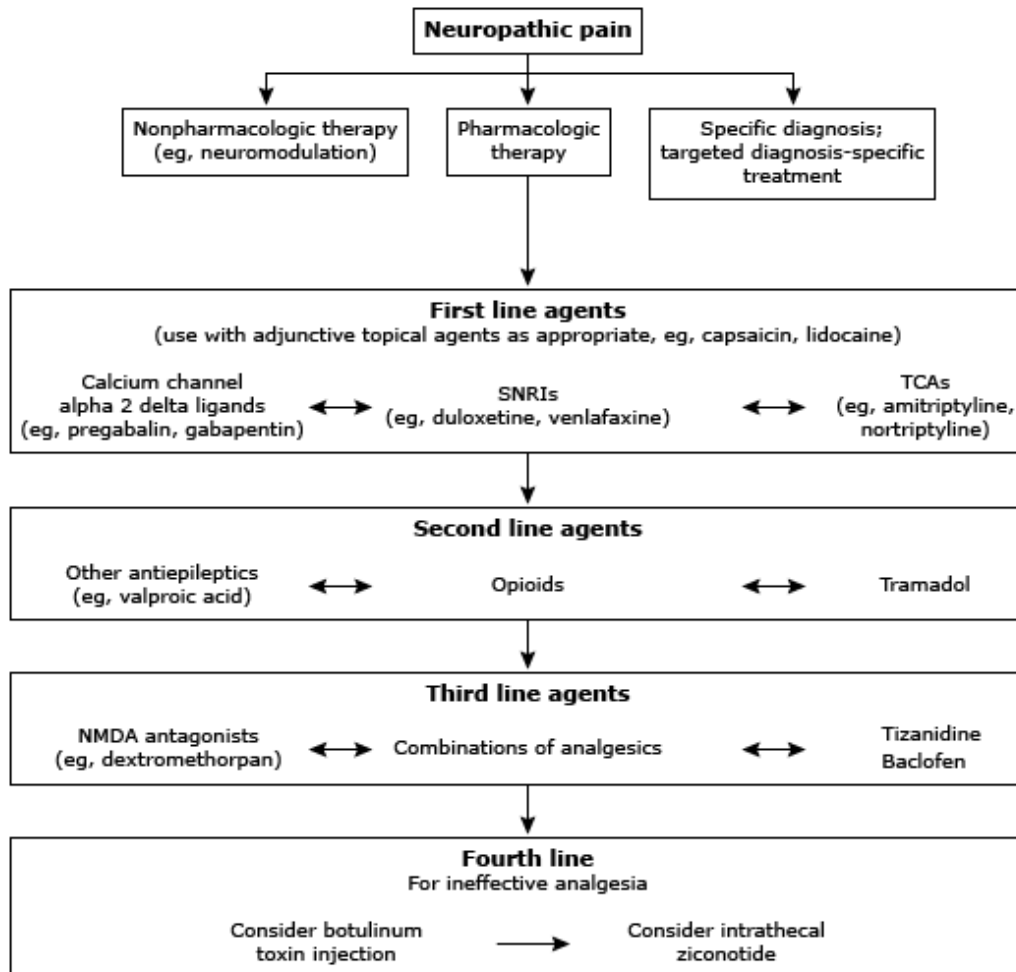 Neuropathic pain
Nonpharmacologic therapy
(eg, neuromodulation)
Pharmacologic
therapy
Specific diagnosis;
targeted diagnosis-specific
treatment
First line agents
(use with adjunctive topical agents as appropriate, eg, capsaicin, lidocaine)
Calcium channel
alpha 2 delta ligands
(eg, pregabalin, gabapentin)
SNRIs
(eg, duloxetine, venlafaxine)
TCAs
(eg, amitriptyline,
nortriptyline)
Second line agents
Other antiepileptics
(eg, valproic acid)
Opioids
Tramadol
Third line agents
NMDA antagonists
(eg, dextromethorpan)
Combinations of analgesics
Tizanidine
Baclofen
Fourth line
For ineffective analgesia
Consider botulinum
toxin injection
Consider intrathecal
ziconotide